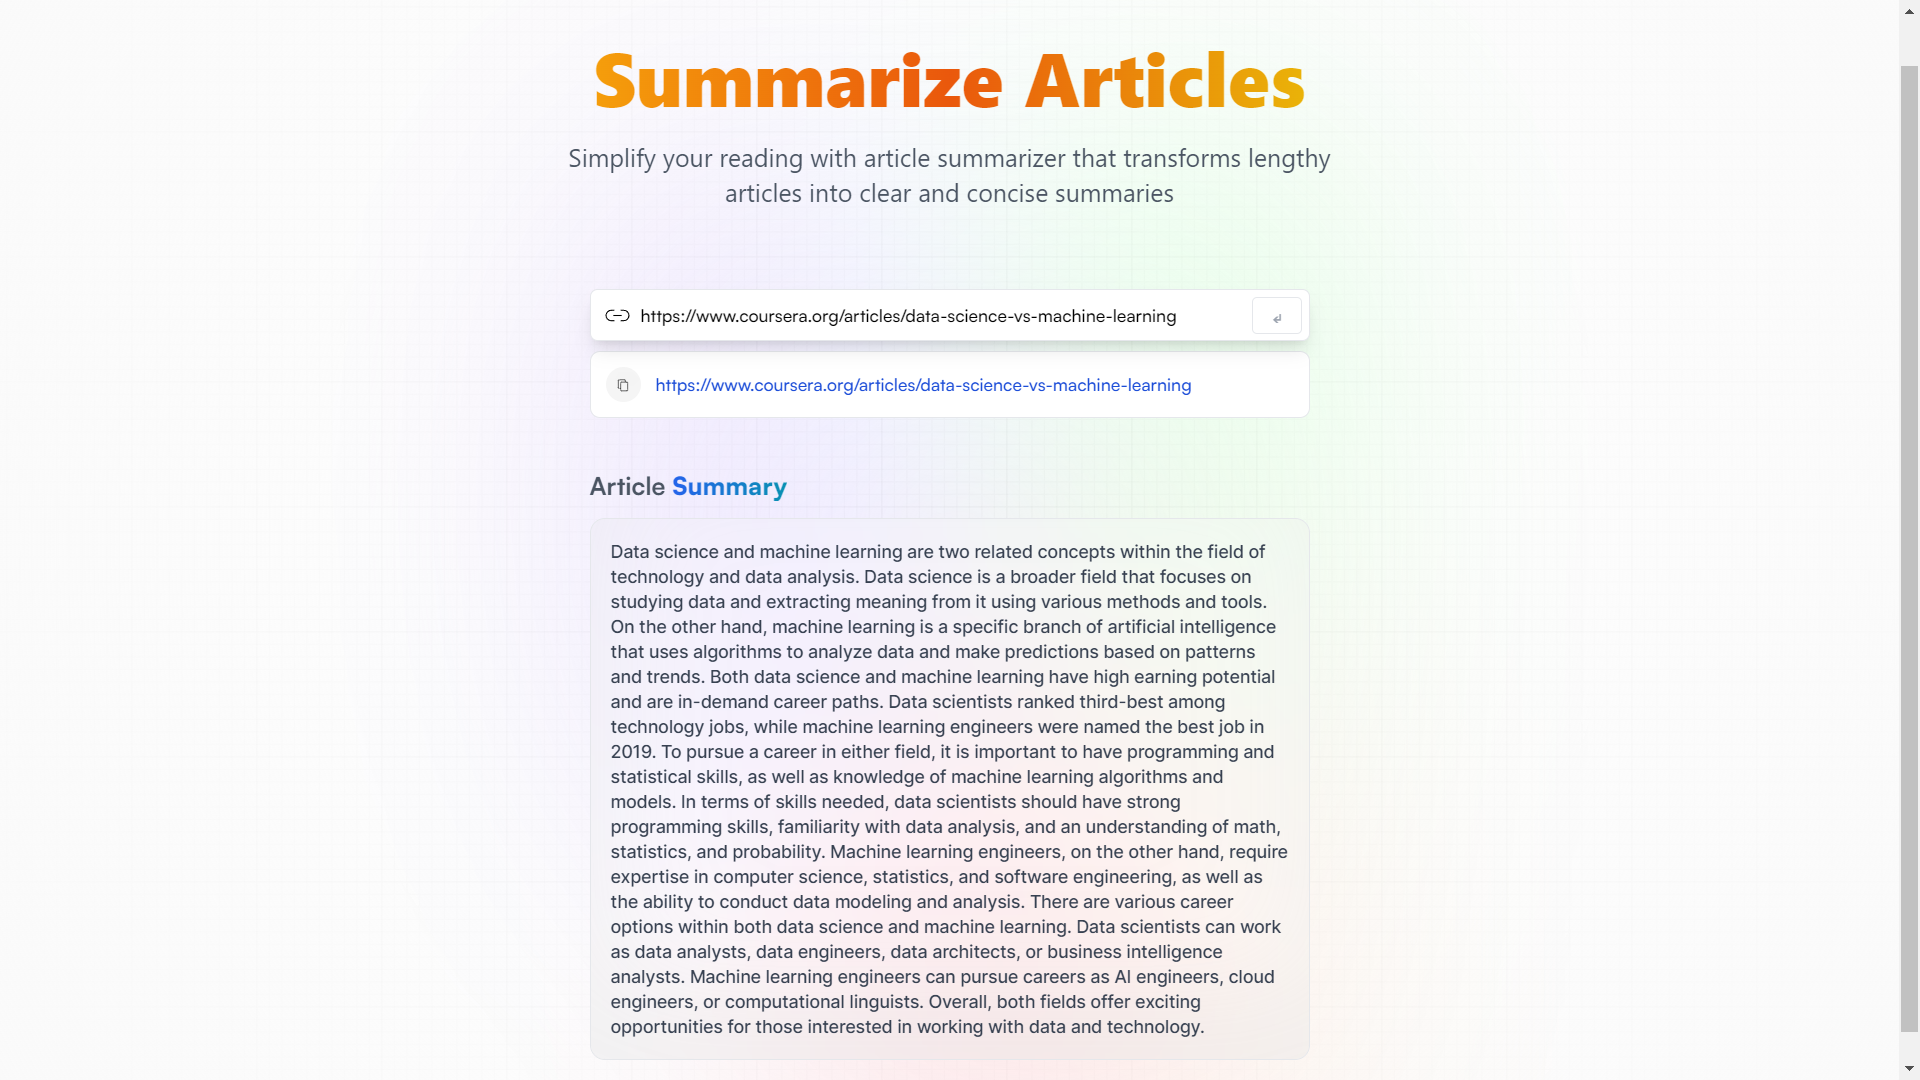 Summarize Articles
Simplify your reading with article summarizer that transforms lengthy
articles into clear and concise summaries
https://www.coursera.org/articles/data-science-vs-machine-learning
https://www.coursera.org/articles/data-science-vs-machine-learning
Article Summary
Data science and machine learning are two related concepts within the field of
technology and data analysis. Data science is a broader field that focuses on
studying data and extracting meaning from it using various methods and tools.
On the other hand, machine learning is a specific branch of artificial intelligence
that uses algorithms to analyze data and make predictions based on patterns
and trends. Both data science and machine learning have high earning potential
and are in-demand career paths. Data scientists ranked third-best among
technology jobs, while machine learning engineers were named the best job in
2019. To pursue a career in either field, it is important to have programming and
statistical skills, as well as knowledge of machine learning algorithms and
models. In terms of skills needed, data scientists should have strong
programming skills, familiarity with data analysis, and an understanding of math,
statistics, and probability. Machine learning engineers, on the other hand, require
expertise in computer science, statistics, and software engineering, as well as
the ability to conduct data modeling and analysis. There are various career
options within both data science and machine learning. Data scientists can work
as data analysts, data engineers, data architects, or business intelligence
analysts. Machine learning engineers can pursue careers as AI engineers, cloud
engineers, or computational linguists. Overall, both fields offer exciting
opportunities for those interested in working with data and technology.